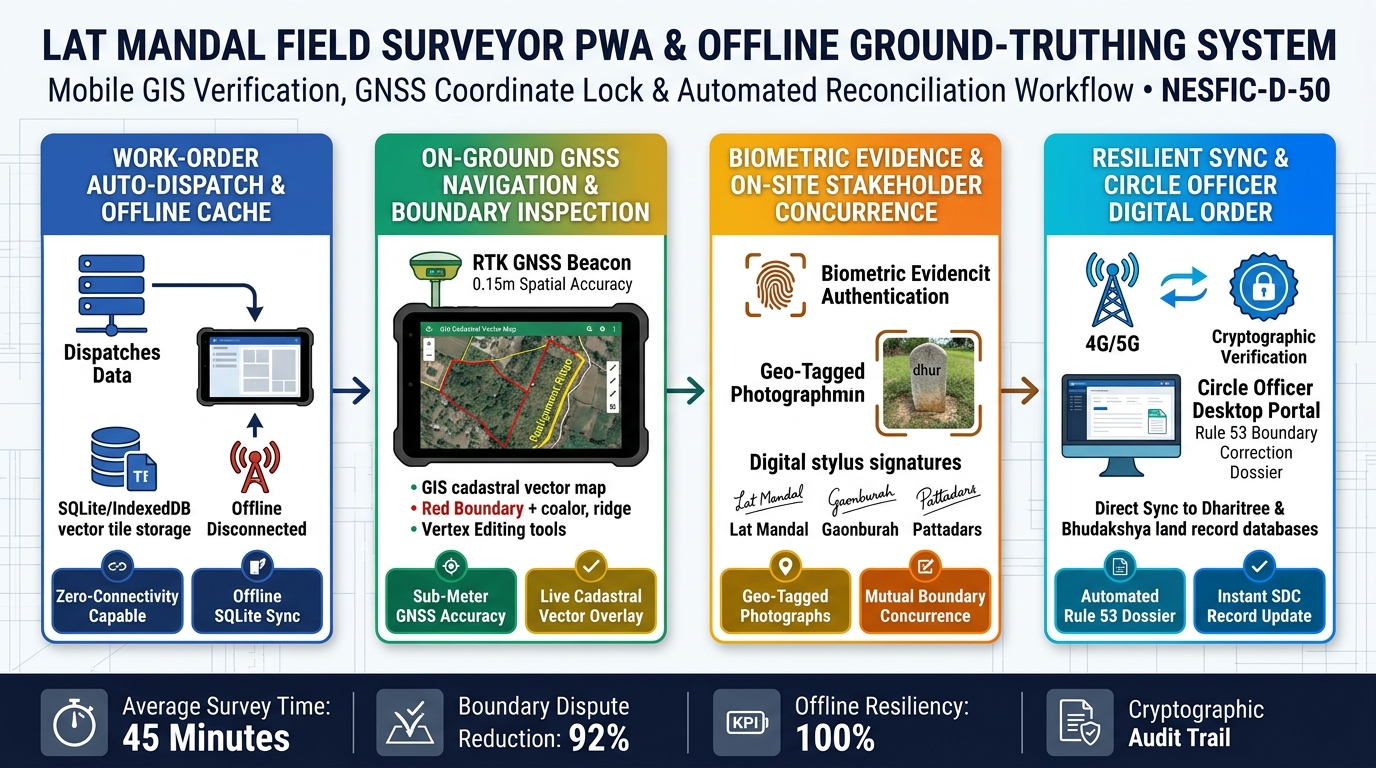 LAT MANDAL FIELD SURVEYOR PWA & OFFLINE GROUND-TRUTHING SYSTEM
Mobile GIS Verification, GNSS Coordinate Lock & Automated Reconciliation Workflow • NESFIC-D-50
WORK-ORDER
AUTO-DISPATCH &
OFFLINE CACHE
Dispatches
Data
SQLite/IndexedDB
vector tile storage
Offline
Disconnected
Zero-Connectivity
Capable
Offline
SQLite Sync
ON-GROUND GNSS
NAVIGATION &
BOUNDARY INSPECTION
RTK GNSS Beacon
0.15m Spatial Accuracy
Cadastral Vector Map
• GIS cadastral vector map
• Red Boundary + coalor, ridge
• Vertex Editing tools
Sub-Meter
GNSS Accuracy
Live Cadastral
Vector Overlay
BIOMETRIC EVIDENCE &
ON-SITE STAKEHOLDER
CONCURRENCE
Biometric Evidencit
Authentication
Geo-Tagged
Photographmın
dhur
Digital stylus signatures
Lat Mandal
Gaenburah
Pattadars
Lat Mandal
Gaonburah
Pattadars
Geo-Tagged
Photographs
Mutual Boundary
Concurrence
RESILIENT SYNC &
CIRCLE OFFICER
DIGITAL ORDER
4G/5G
Cryptographic
Verification
Circle Officer
Desktop Portal
Rule 53 Boundary
Correction
Dossier
Direct Sync to Dharitree &
Bhudakshya land record databases
Automated
Rule 53 Dossier
Instant SDC
Record Update
Average Survey Time:
45 Minutes
Boundary Dispute
Reduction: 92%
KPI
Offline Resiliency:
100%
Cryptographic
Audit Trail